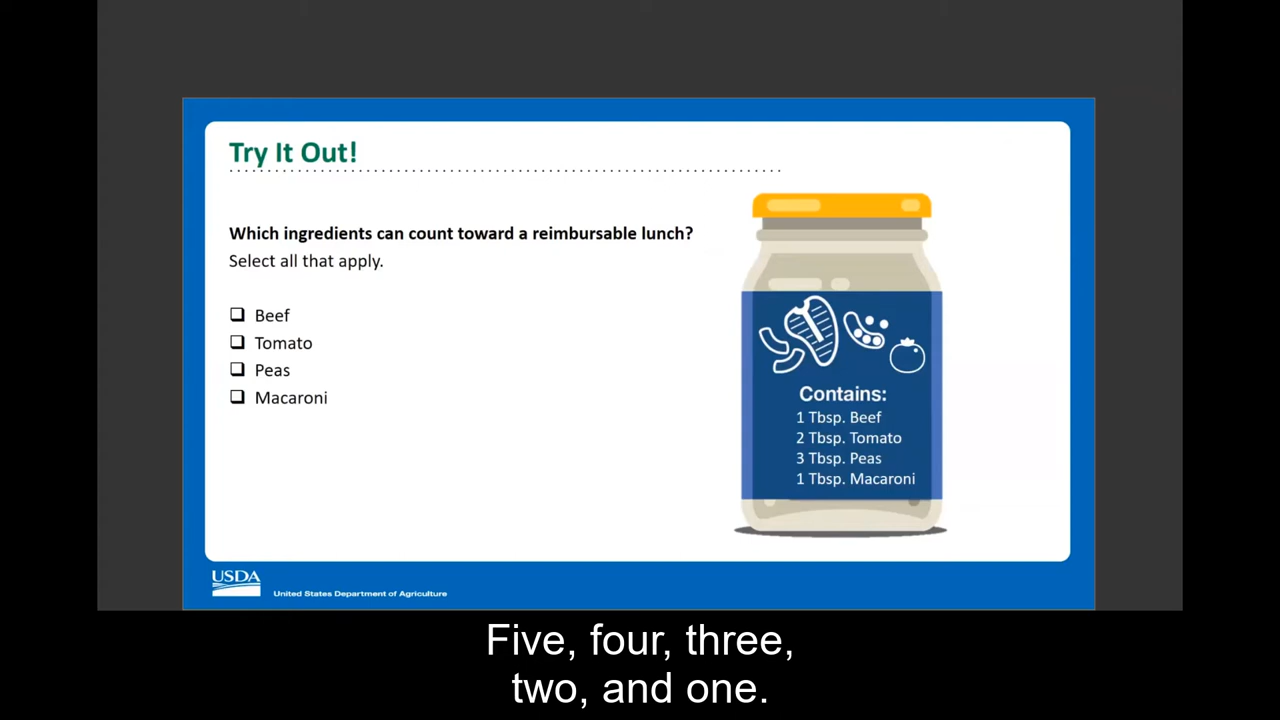 Try It Out!
Which ingredients can count toward a reimbursable lunch?
Select all that apply.
Beef
Tomato
Peas
Macaroni
Contains:
1 Tbsp. Beef
2 Tbsp. Tomato
3 Tbsp. Peas
1 Tbsp. Macaroni
USDA
United States Department of Agriculture
Five, four, three,
two, and one.